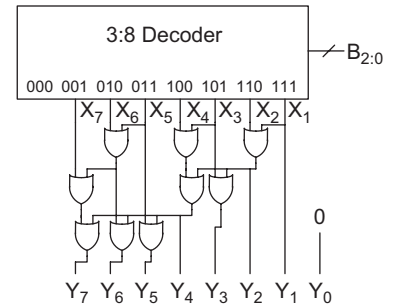 3:8 Decoder
B2:0
000 001 010 011 100 101 110 111
X7 X6 X5 X4 X3 X2 X1
0
Y7 Y6 Y5 Y4 Y3 Y2 Y1 Y0